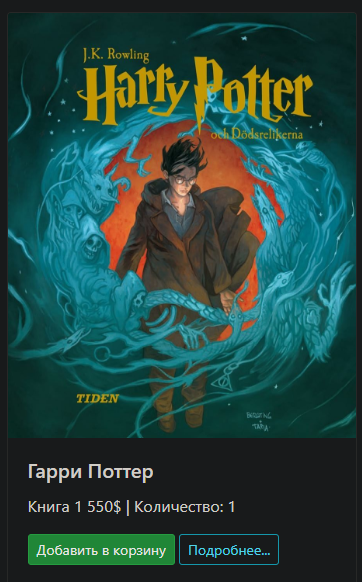 J.K. Rowling
Harry Potter
och Dödsrelikerna
TIDEN
Гарри Поттер
Книга 1 550$ | Количество: 1
Добавить в корзину
Подробнее...